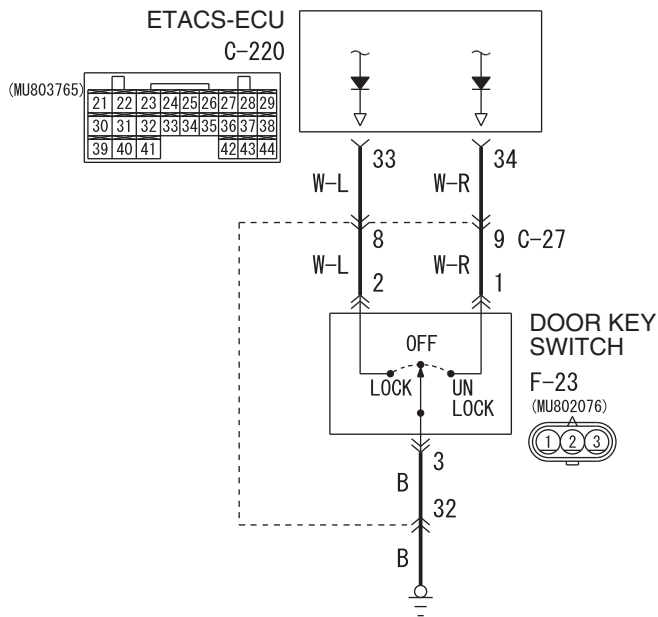 ETACS-ECU
C-220
(MU803765)
21 22 23 24 25 26 27 28 29
30 31 32 33 34 35 36 37 38
39 40 41 42 43 44
33 34
W-L W-R
8 9 C-27
W-L W-R
2 1
DOOR KEY
SWITCH
F-23
(MU802076)
1 2 3
OFF
LOCK
UN
LOCK
3
B
32
B